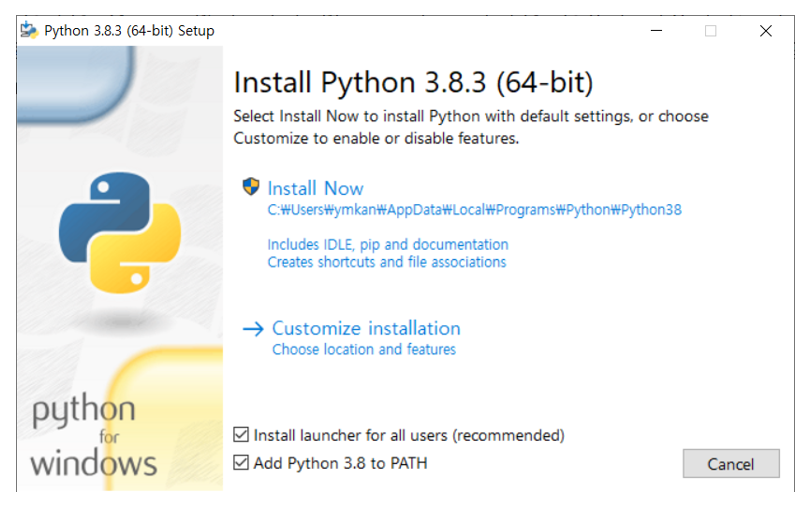 Python 3.8.3 (64-bit) Setup
Install Python 3.8.3 (64-bit)
Select Install Now to install Python with default settings, or choose
Customize to enable or disable features.
Install Now
C:₩Users₩ymkan₩AppData₩Local₩Programs₩Python₩Python38
Includes IDLE, pip and documentation
Creates shortcuts and file associations
→ Customize installation
Choose location and features
python
for
windows
Install launcher for all users (recommended)
Add Python 3.8 to PATH
Cancel